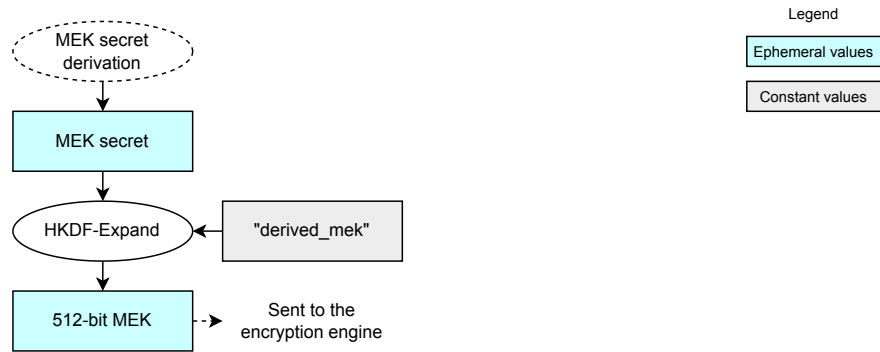 MEK secret
derivation
MEK secret
HKDF-Expand
"derived_mek"
512-bit MEK
Sent to the
encryption engine
Legend
Ephemeral values
Constant values